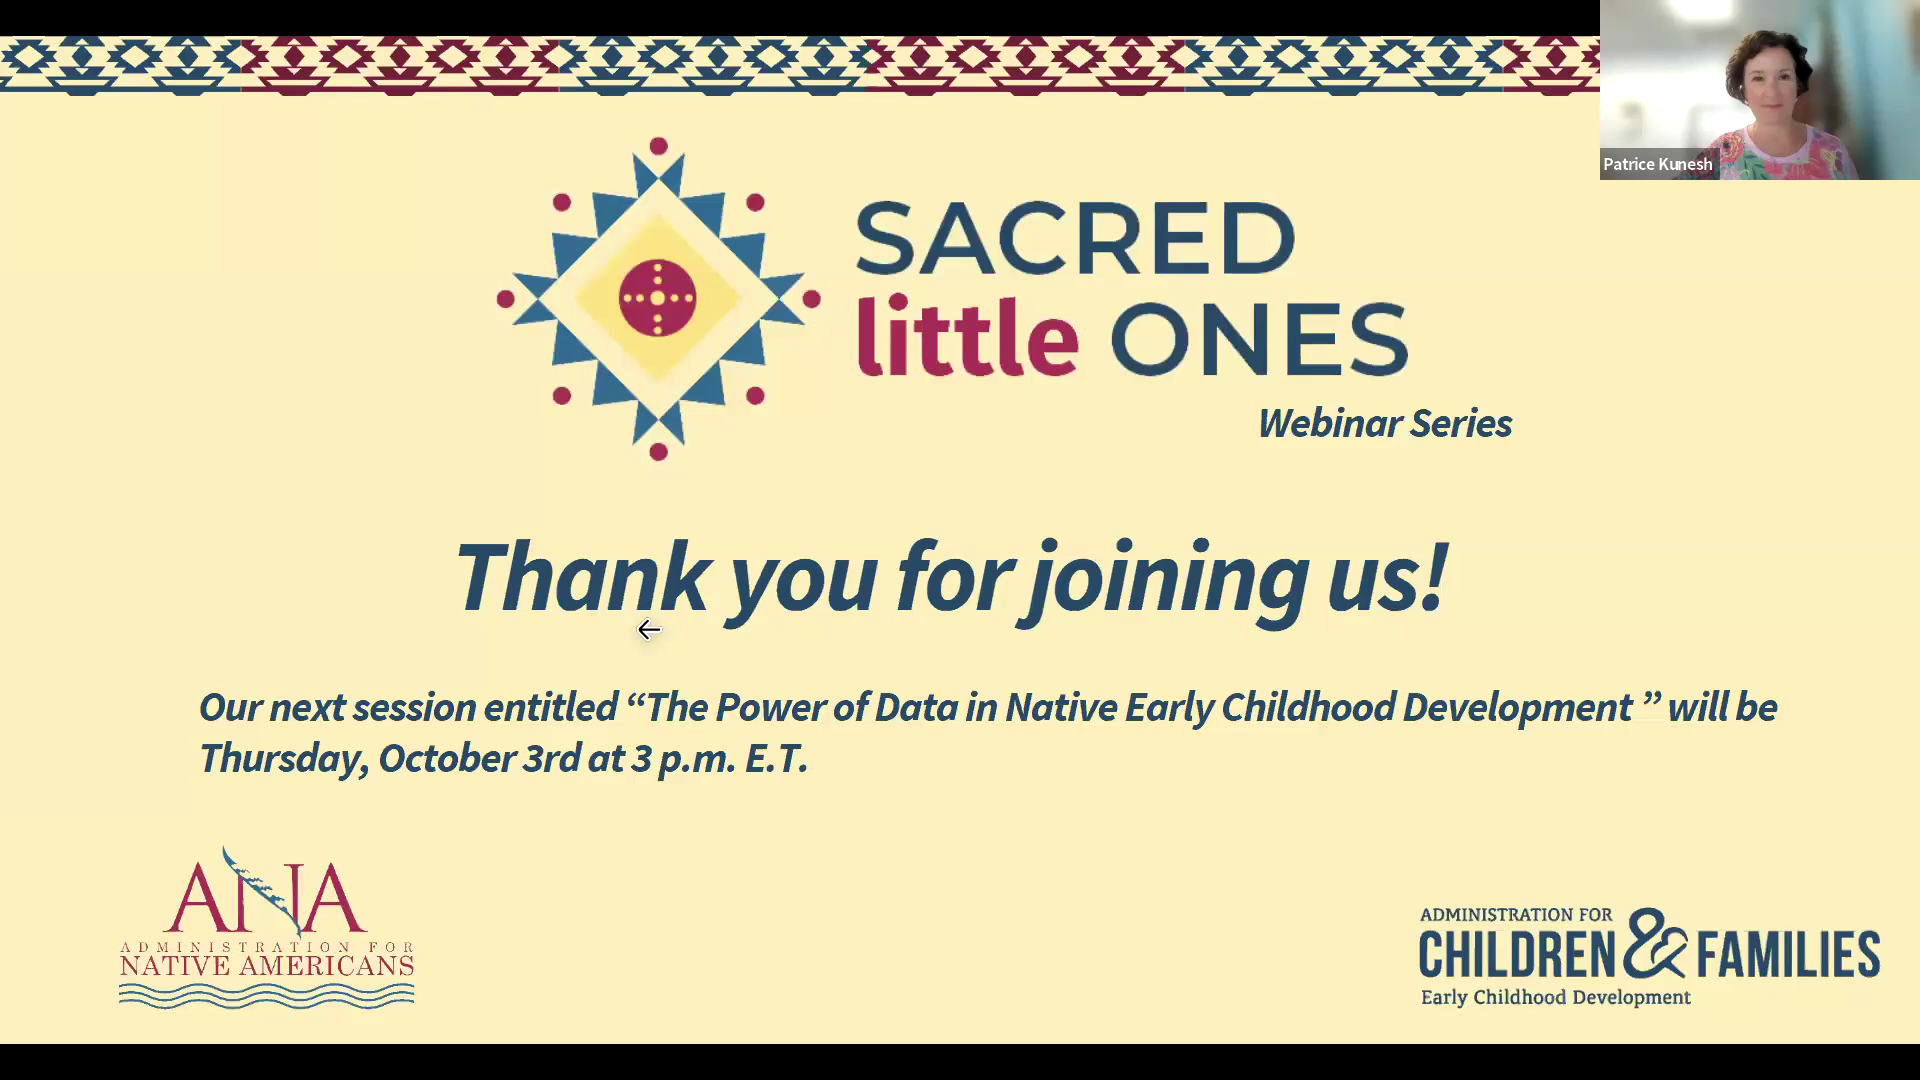 Patrice Kunesh
SACRED
little ONES
Webinar Series
Thank you for joining us!
Our next session entitled “The Power of Data in Native Early Childhood Development ” will be
Thursday, October 3rd at 3 p.m. E.T.
ANA
ADMINISTRATION FOR
NATIVE AMERICANS
ADMINISTRATION FOR
CHILDREN & FAMILIES
Early Childhood Development